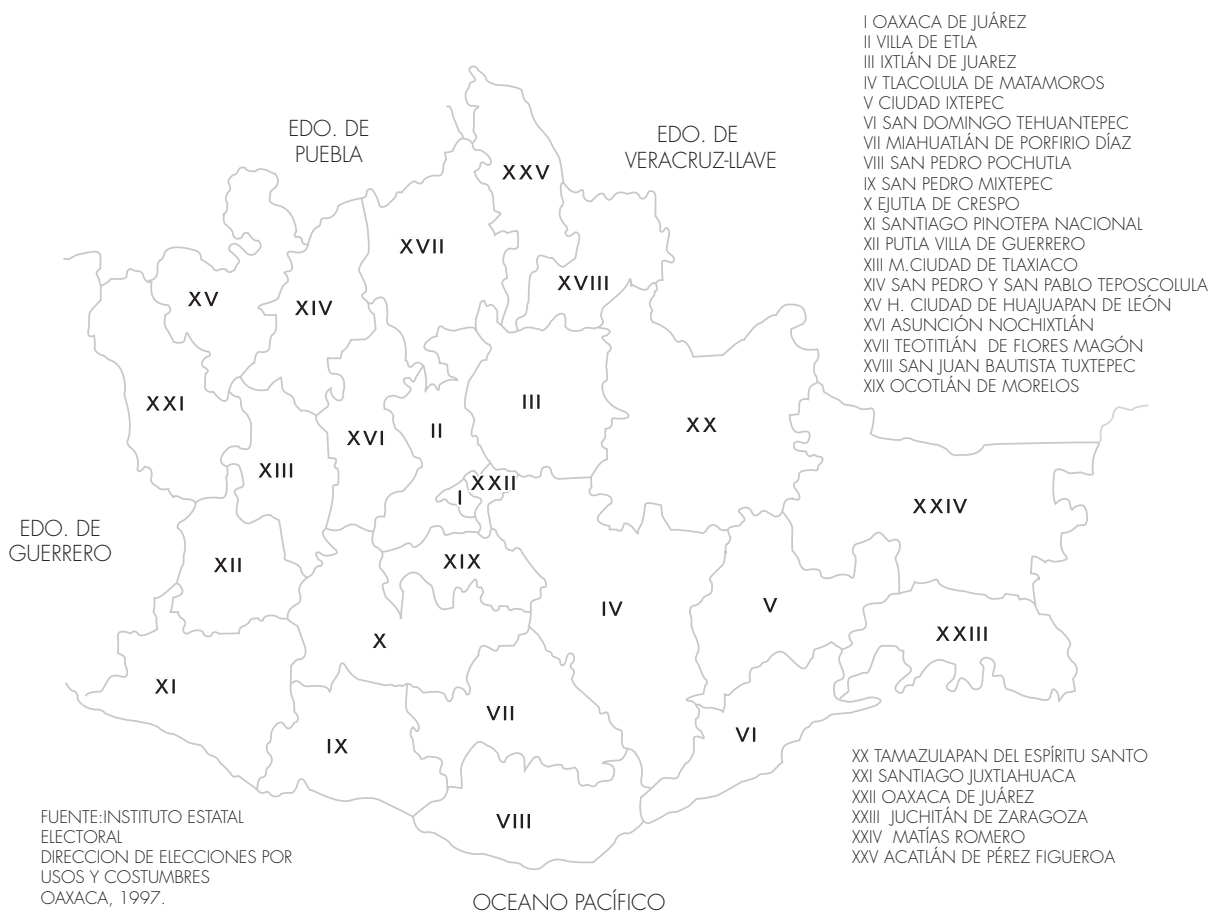 I OAXACA DE JUÁREZ
II VILLA DE ETLA
III IXTLÁN DE JUAREZ
IV TLACOLULA DE MATAMOROS
V CIUDAD IXTEPEC
VI SAN DOMINGO TEHUANTEPEC
VII MIAHUATLÁN DE PORFIRIO DÍAZ
VIII SAN PEDRO POCHUTLA
IX SAN PEDRO MIXTEPEC
X EJUTLA DE CRESPO
XI SANTIAGO PINOTEPA NACIONAL
XII PUTLA VILLA DE GUERRERO
XIII M.CIUDAD DE TLAXIACO
XIV SAN PEDRO Y SAN PABLO TEPOSCOLULA
XV H. CIUDAD DE HUAJUAPAN DE LEÓN
XVI ASUNCIÓN NOCHIXTLÁN
XVII TEOTITLÁN DE FLORES MAGÓN
XVIII SAN JUAN BAUTISTA TUXTEPEC
XIX OCOTLÁN DE MORELOS
EDO. DE
PUEBLA
EDO. DE
VERACRUZ-LLAVE
XXV
XVII
XVIII
XV
XIV
XXI
III
XX
II
XVI
XIII
XXII
I
XXIV
EDO. DE
GUERRERO
XII
XIX
IV
V
XXIII
X
XI
VII
VI
IX
VIII
XX TAMAZULAPAN DEL ESPÍRITU SANTO
XXI SANTIAGO JUXTLAHUACA
XXII OAXACA DE JUÁREZ
XXIII JUCHITÁN DE ZARAGOZA
XXIV MATÍAS ROMERO
XXV ACATLÁN DE PÉREZ FIGUEROA
FUENTE:INSTITUTO ESTATAL
ELECTORAL
DIRECCION DE ELECCIONES POR
USOS Y COSTUMBRES
OAXACA, 1997.
OCEANO PACÍFICO